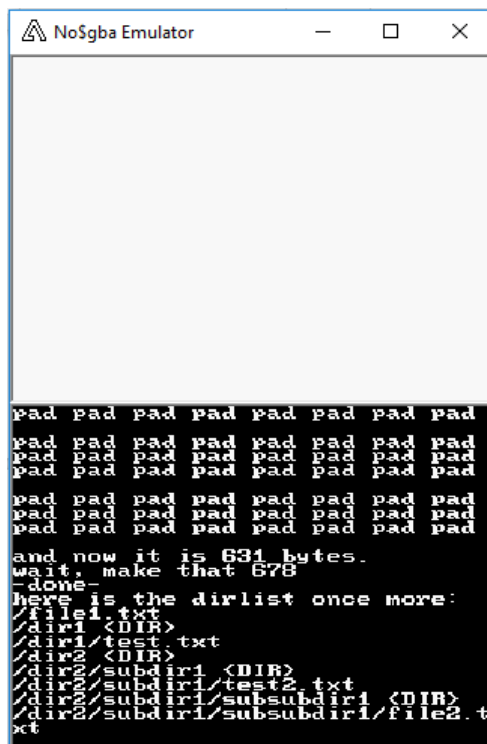 No$gba Emulator
pad pad pad pad pad pad pad pad
pad pad pad pad pad pad pad pad
pad pad pad pad pad pad pad pad
pad pad pad pad pad pad pad pad
pad pad pad pad pad pad pad pad
pad pad pad pad pad pad pad pad
pad pad pad pad pad pad pad pad
and now it is 631 bytes.
wait, make that 678
-done-
here is the dirlist once more:
/file1.txt
/dir1 <DIR>
/dir1/test.txt
/dir2 <DIR>
/dir2/subdir1 <DIR>
/dir2/subdir1/test2.txt
/dir2/subdir1/subsubdir1 <DIR>
/dir2/subdir1/subsubdir1/file2.t
xt